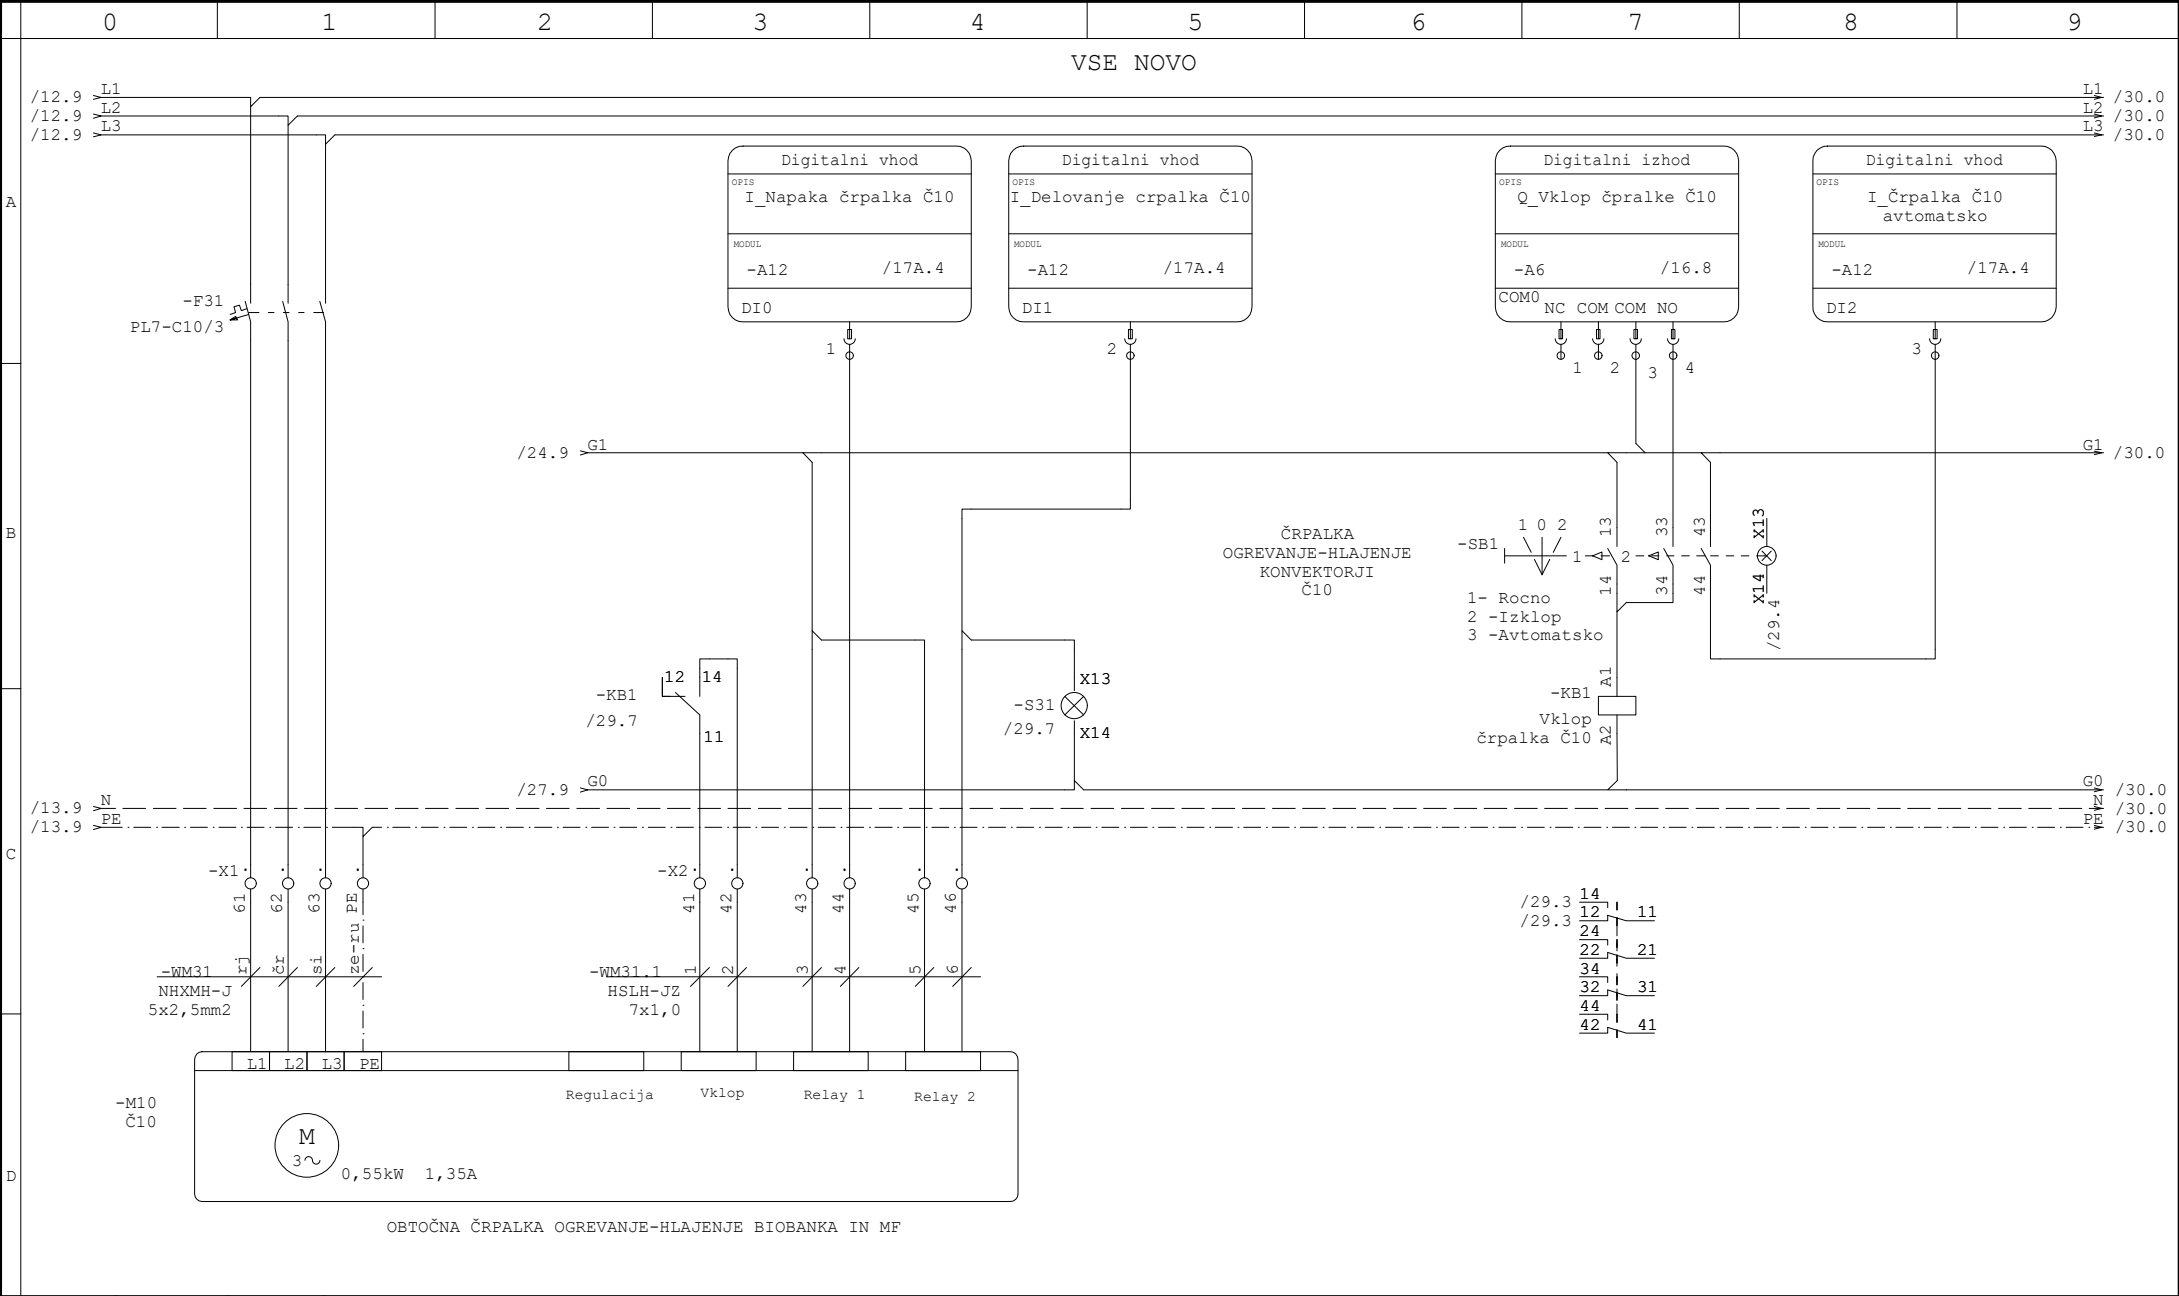 0 1 2 3 4 5 6 7 8 9
VSE NOVO
/12.9 L1 L1 /30.0
/12.9 L2 L2 /30.0
/12.9 L3 L3 /30.0
A
Digitalni vhod
OPIS
I_Napaka črpalka Č10
MODUL
-A12 /17A.4
DI0
1
Digitalni vhod
OPIS
I_Delovanje crpalka Č10
MODUL
-A12 /17A.4
DI1
2
Digitalni izhod
OPIS
Q_Vklop čpralke Č10
MODUL
-A6 /16.8
COM0
NC COM COM NO
1 2 3 4
Digitalni vhod
OPIS
I_Črpalka Č10
avtomatsko
MODUL
-A12 /17A.4
DI2
3
-F31
PL7-C10/3
/24.9 G1 G1 /30.0
B
ČRPALKA
OGREVANJE-HLAJENJE
KONVEKTORJI
Č10
-SB1
1 0 2
1 2
13 33 43 X13
14 34 44 X14
/29.4
1- Rocno
2 -Izklop
3 -Avtomatsko
-KB1
/29.7
12 14
11
-S31
/29.7
X13
X14
-KB1
Vklop
črpalka Č10
A1
A2
/27.9 G0 G0 /30.0
/13.9 N N /30.0
/13.9 PE PE /30.0
C
-X1
61 62 63 PE
-X2
41 42 43 44 45 46
-WM31
NHXMH-J
5x2,5mm2
rj čr si ze-ru
-WM31.1
HSLH-JZ
7x1,0
1 2 3 4 5 6
/29.3 14
/29.3 12 11
24
22 21
34
32 31
44
42 41
D
-M10
Č10
L1 L2 L3 PE
Regulacija Vklop Relay 1 Relay 2
M
3
0,55kW 1,35A
OBTOČNA ČRPALKA OGREVANJE-HLAJENJE BIOBANKA IN MF